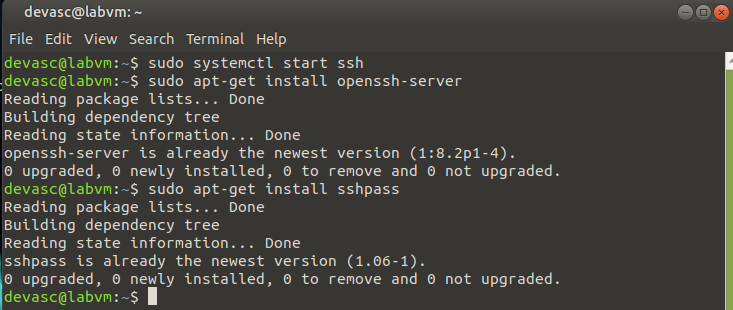 devasc@labvm: ~
File Edit View Search Terminal Help
devasc@labvm:~$ sudo systemctl start ssh
devasc@labvm:~$ sudo apt-get install openssh-server
Reading package lists... Done
Building dependency tree
Reading state information... Done
openssh-server is already the newest version (1:8.2p1-4).
0 upgraded, 0 newly installed, 0 to remove and 0 not upgraded.
devasc@labvm:~$ sudo apt-get install sshpass
Reading package lists... Done
Building dependency tree
Reading state information... Done
sshpass is already the newest version (1.06-1).
0 upgraded, 0 newly installed, 0 to remove and 0 not upgraded.
devasc@labvm:~$